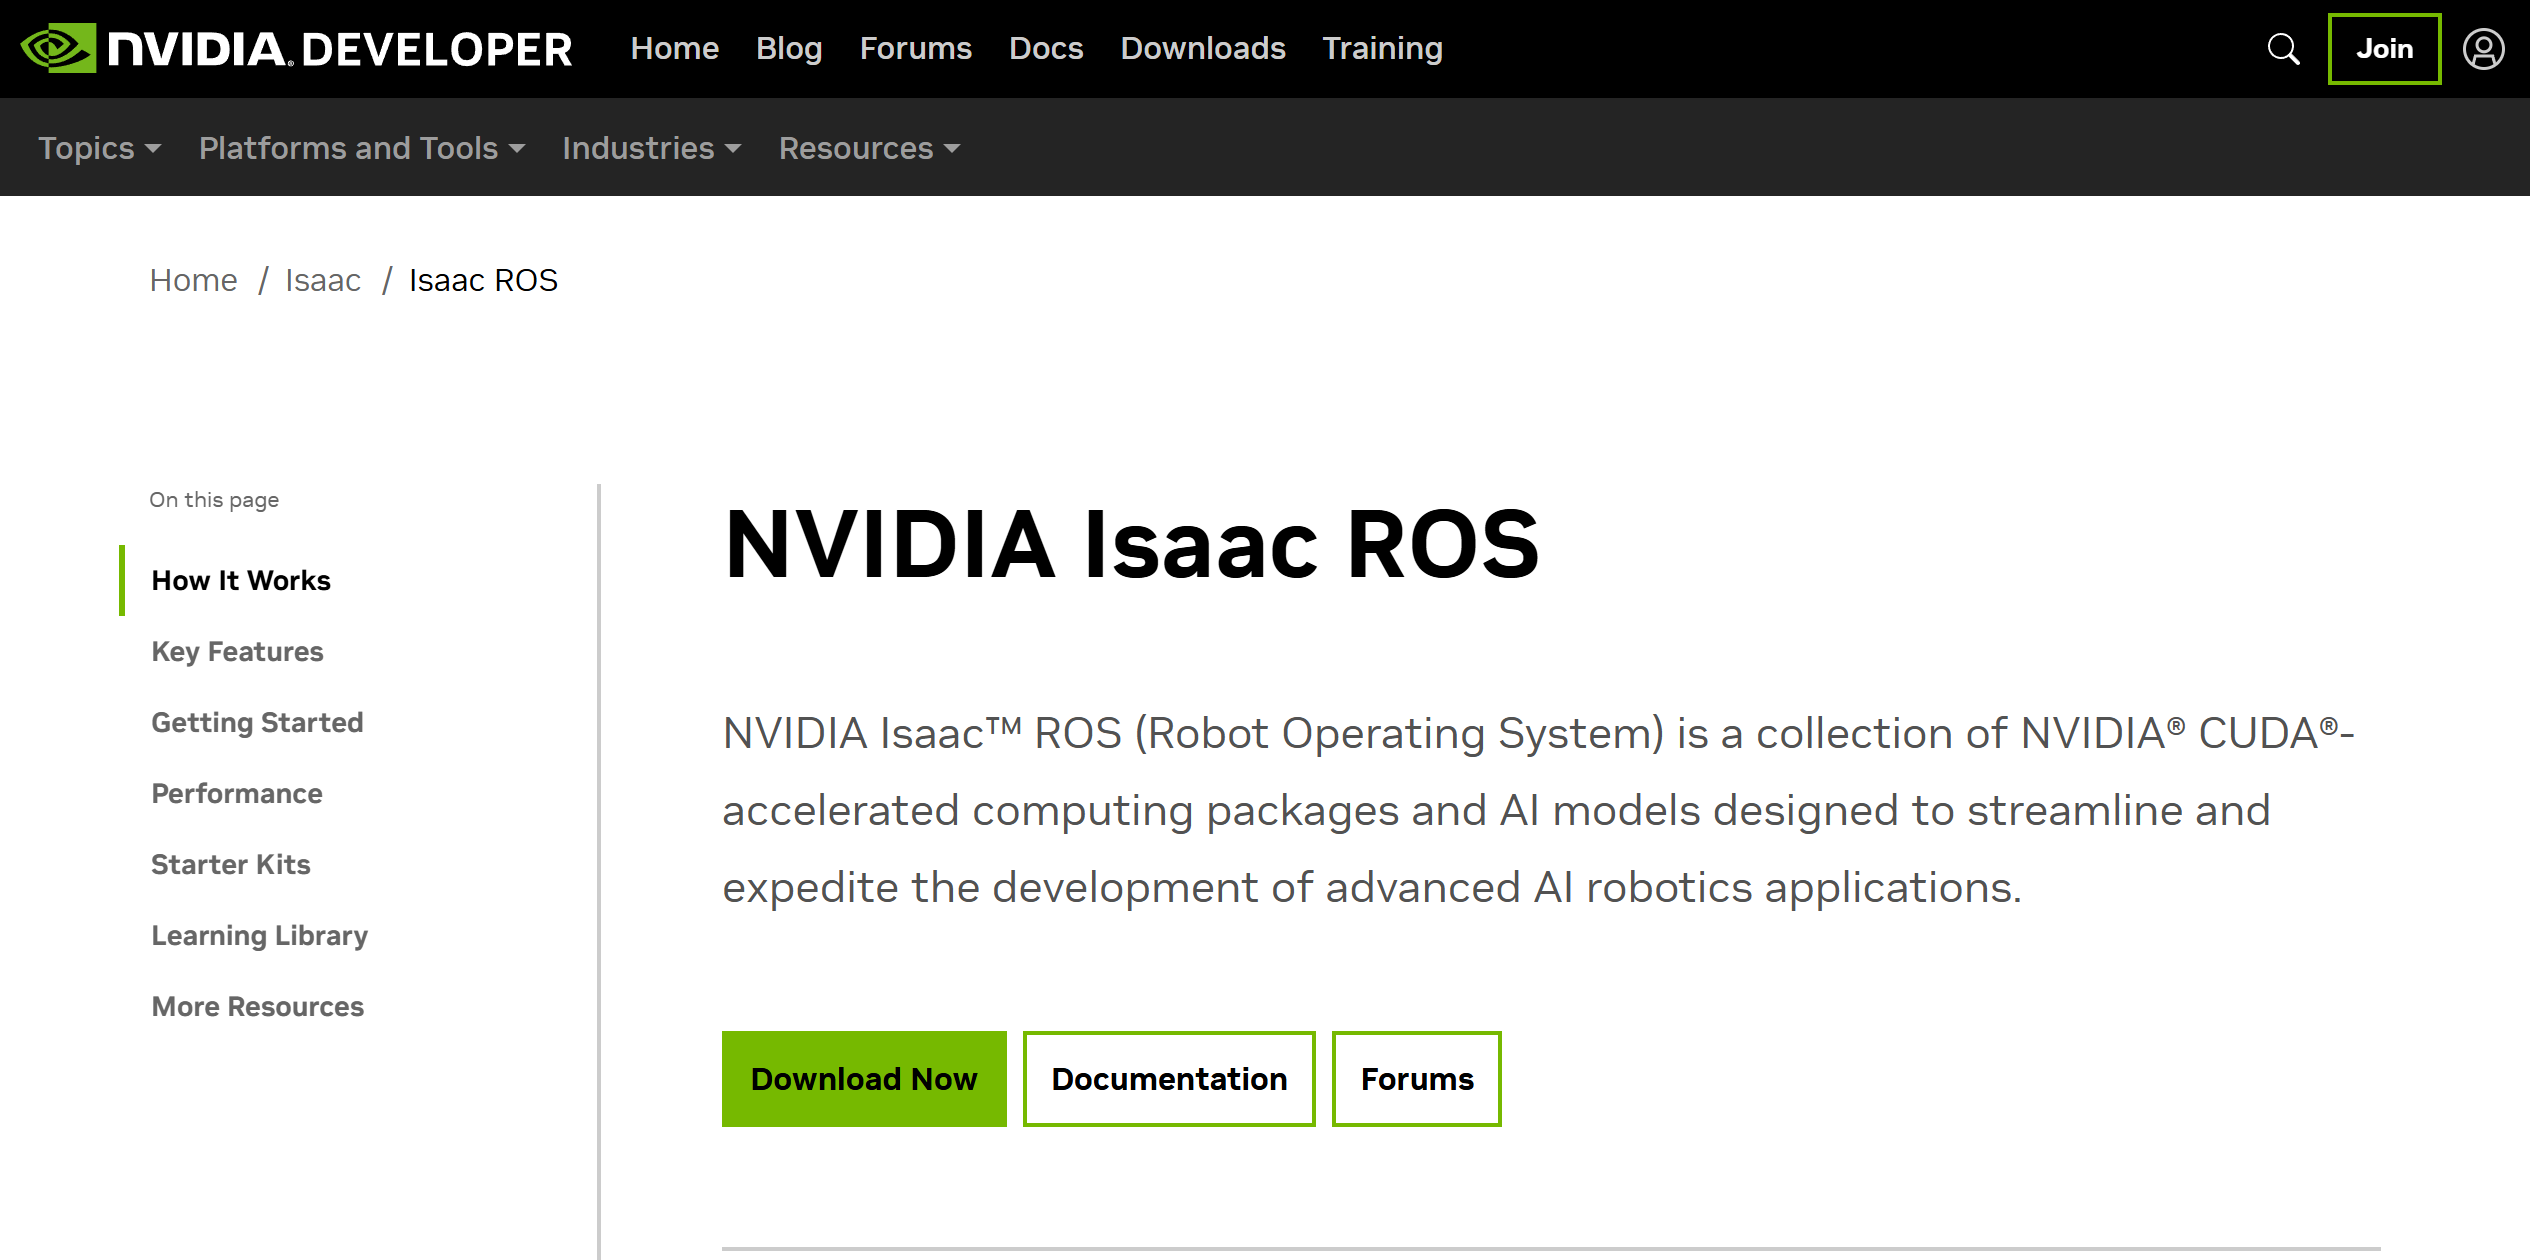 NVIDIA. DEVELOPER Home Blog Forums Docs Downloads Training Join
Topics Platforms and Tools Industries Resources
Home / Isaac / Isaac ROS
On this page
How It Works
Key Features
Getting Started
Performance
Starter Kits
Learning Library
More Resources
NVIDIA Isaac ROS
NVIDIA Isaac™ ROS (Robot Operating System) is a collection of NVIDIA® CUDA®-
accelerated computing packages and AI models designed to streamline and
expedite the development of advanced AI robotics applications.
Download Now Documentation Forums